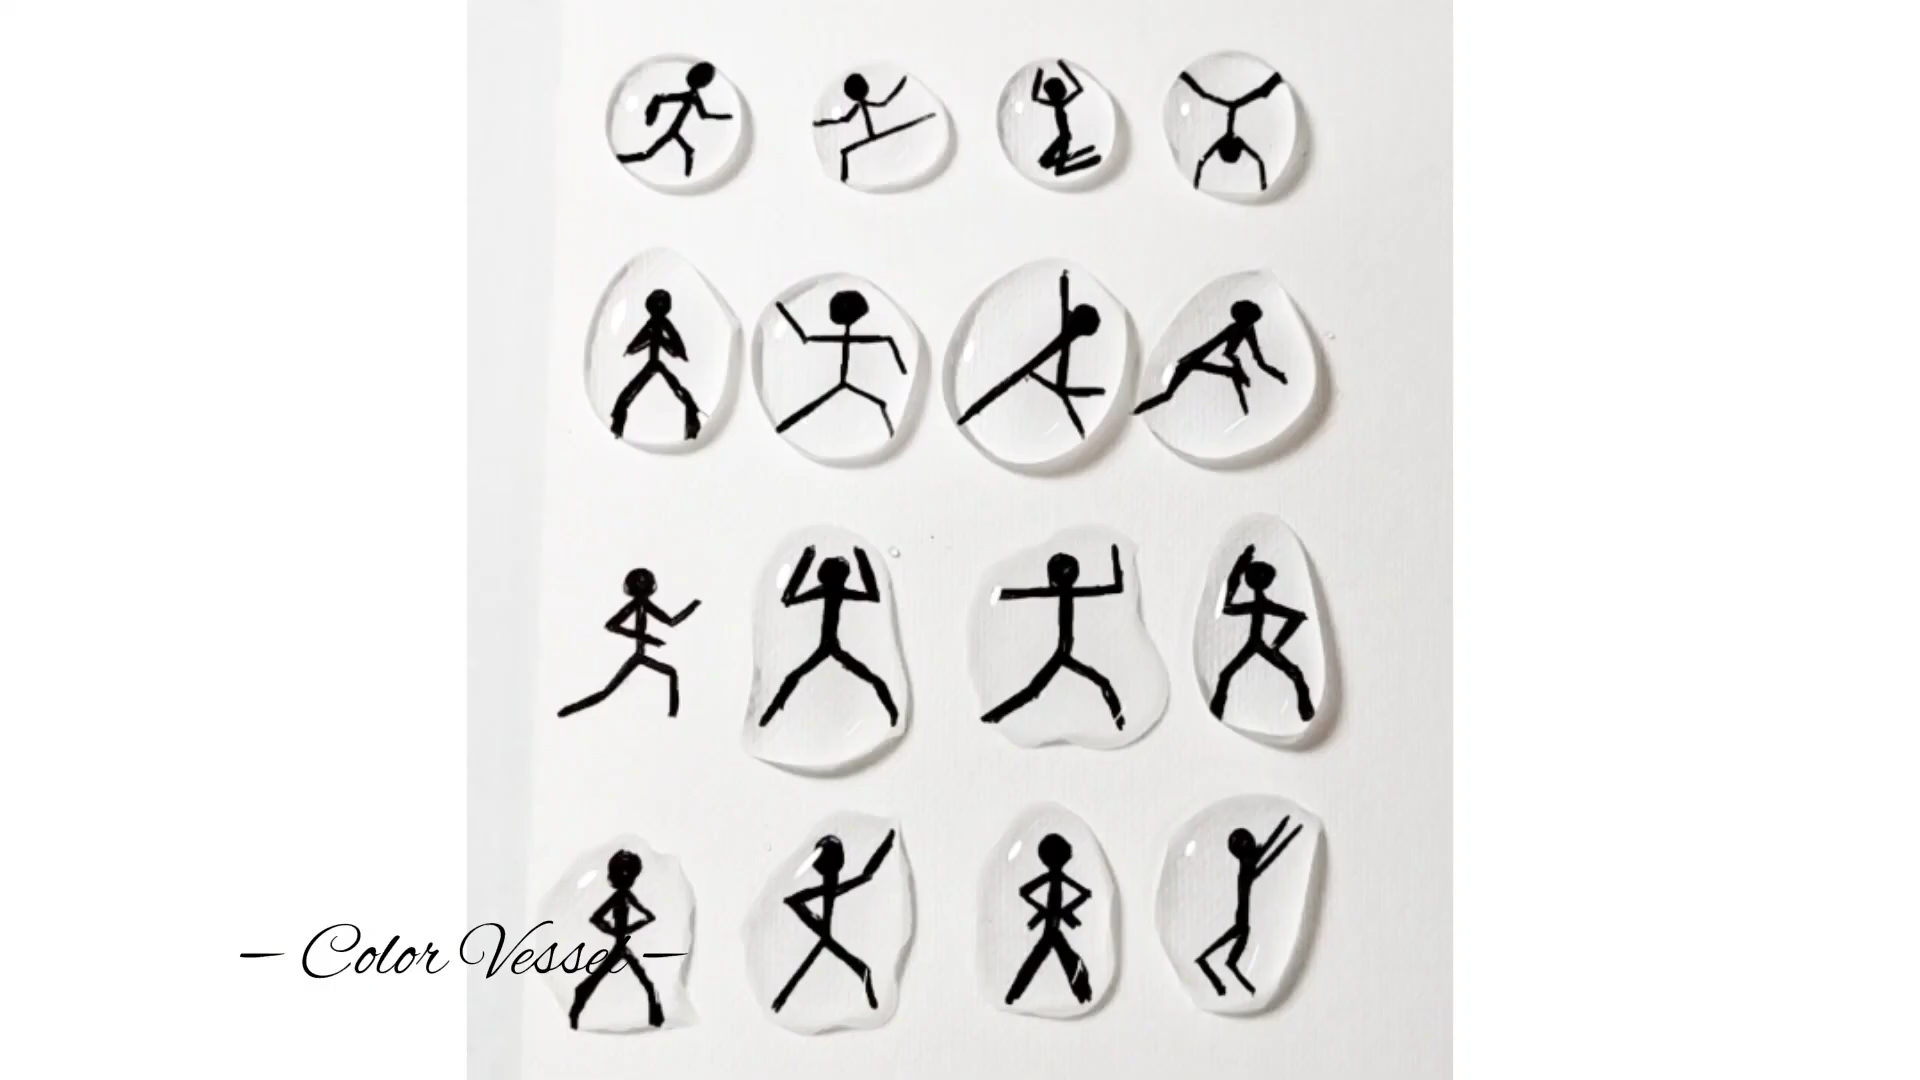 — Color Vessel —